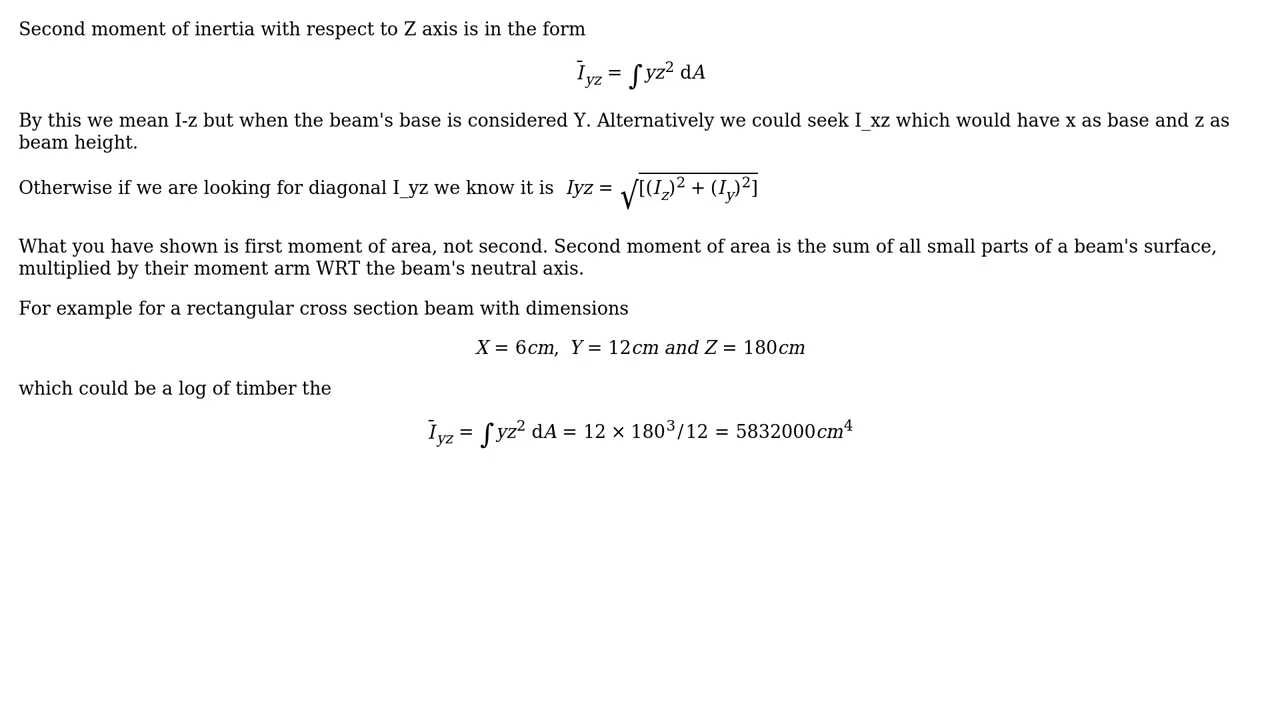 Second moment of inertia with respect to Z axis is in the form
Ī_yz = ∫ yz² dA
By this we mean I-z but when the beam's base is considered Y. Alternatively we could seek I_xz which would have x as base and z as
beam height.
Otherwise if we are looking for diagonal I_yz we know it is Iyz = √[(I_z)² + (I_y)²]
What you have shown is first moment of area, not second. Second moment of area is the sum of all small parts of a beam's surface,
multiplied by their moment arm WRT the beam's neutral axis.
For example for a rectangular cross section beam with dimensions
X = 6cm, Y = 12cm and Z = 180cm
which could be a log of timber the
Ī_yz = ∫ yz² dA = 12 × 180³/12 = 5832000cm⁴